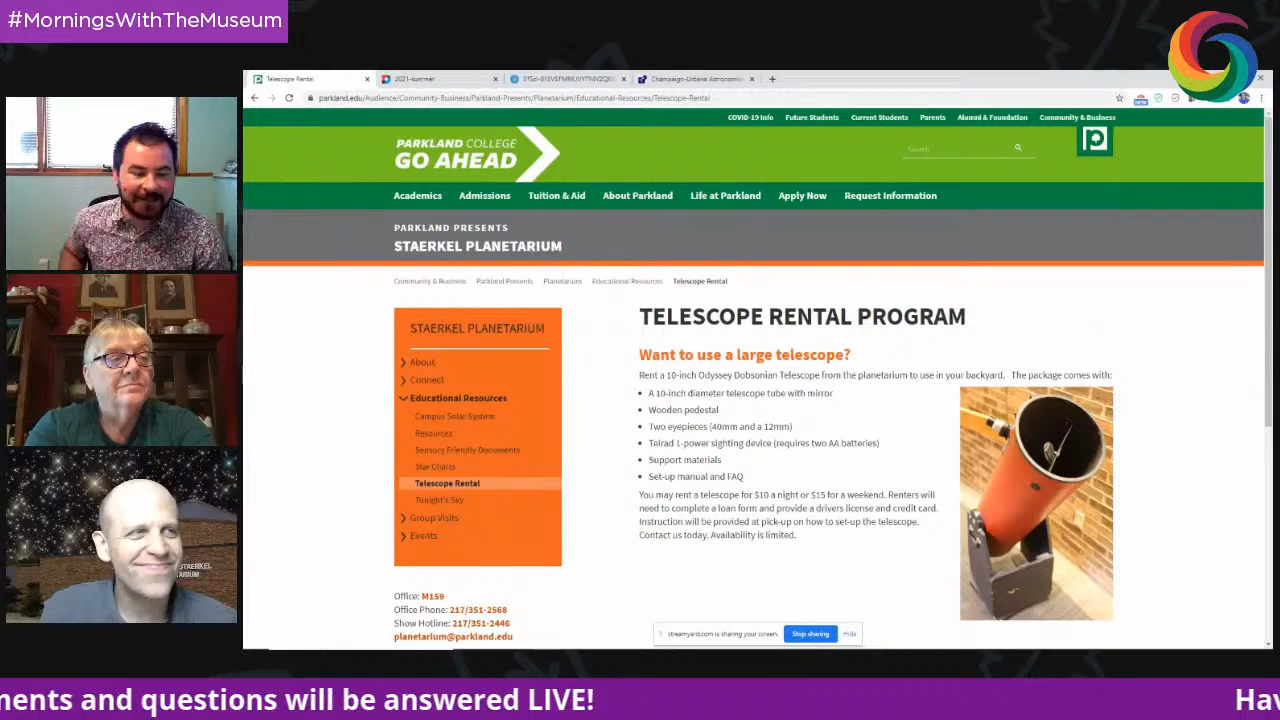 #MorningsWithTheMuseum
Telescope Rental
2021-summer
Champaign-Urbana Astronomic
parkland.edu/Audience/Community-Business/Parkland-Presents/Planetarium/Educational-Resources/Telescope-Rental
COVID-19 Info Future Students Current Students Parents Alumni & Foundation Community & Business
PARKLAND COLLEGE
GO AHEAD
Search
Academics Admissions Tuition & Aid About Parkland Life at Parkland Apply Now Request Information
PARKLAND PRESENTS
STAERKEL PLANETARIUM
Community & Business Parkland Presents Planetarium Educational Resources Telescope Rental
STAERKEL PLANETARIUM
About
Connect
Educational Resources
Campus Solar System
Resources
Sensory Friendly Documents
Star Charts
Telescope Rental
Tonight's Sky
Group Visits
Events
Office: M159
Office Phone: 217/351-2568
Show Hotline: 217/351-2446
planetarium@parkland.edu
TELESCOPE RENTAL PROGRAM
Want to use a large telescope?
Rent a 10-inch Odyssey Dobsonian Telescope from the planetarium to use in your backyard. The package comes with:
A 10-inch diameter telescope tube with mirror
Wooden pedestal
Two eyepieces (40mm and a 12mm)
Telrad 1-power sighting device (requires two AA batteries)
Support materials
Set-up manual and FAQ
You may rent a telescope for $10 a night or $15 for a weekend. Renters will
need to complete a loan form and provide a drivers license and credit card.
Instruction will be provided at pick-up on how to set-up the telescope.
Contact us today. Availability is limited.
STAERKEL
streamyard.com is sharing your screen. Stop sharing Hide
ments and questions will be answered LIVE! Hav